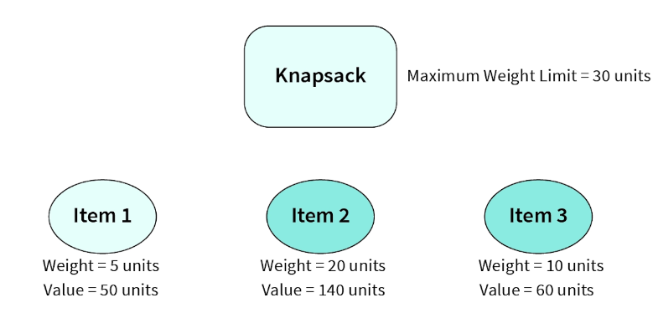 Knapsack
Maximum Weight Limit = 30 units
Item 1
Item 2
Item 3
Weight = 5 units
Weight = 20 units
Weight = 10 units
Value = 50 units
Value = 140 units
Value = 60 units